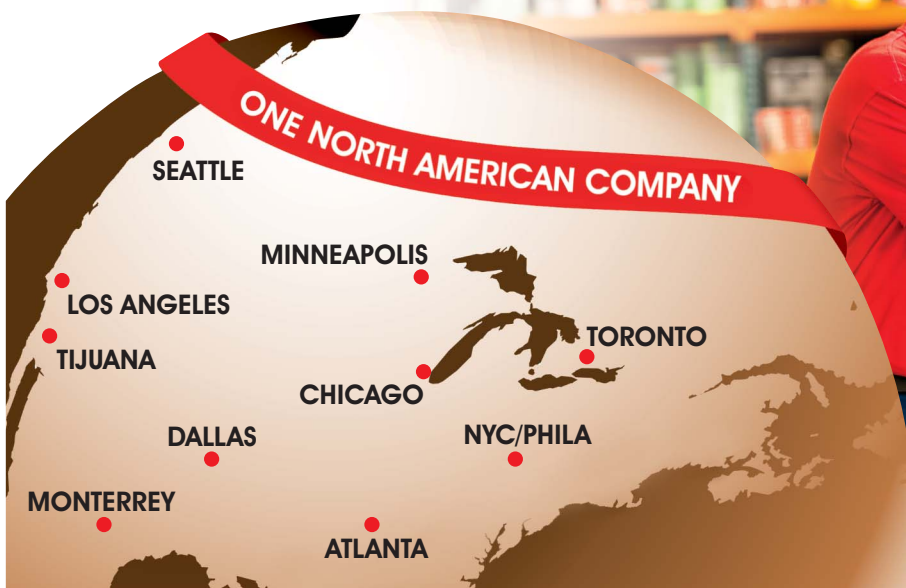 ONE NORTH AMERICAN COMPANY
SEATTLE
MINNEAPOLIS
LOS ANGELES
TORONTO
TIJUANA
CHICAGO
DALLAS
NYC/PHILA
MONTERREY
ATLANTA